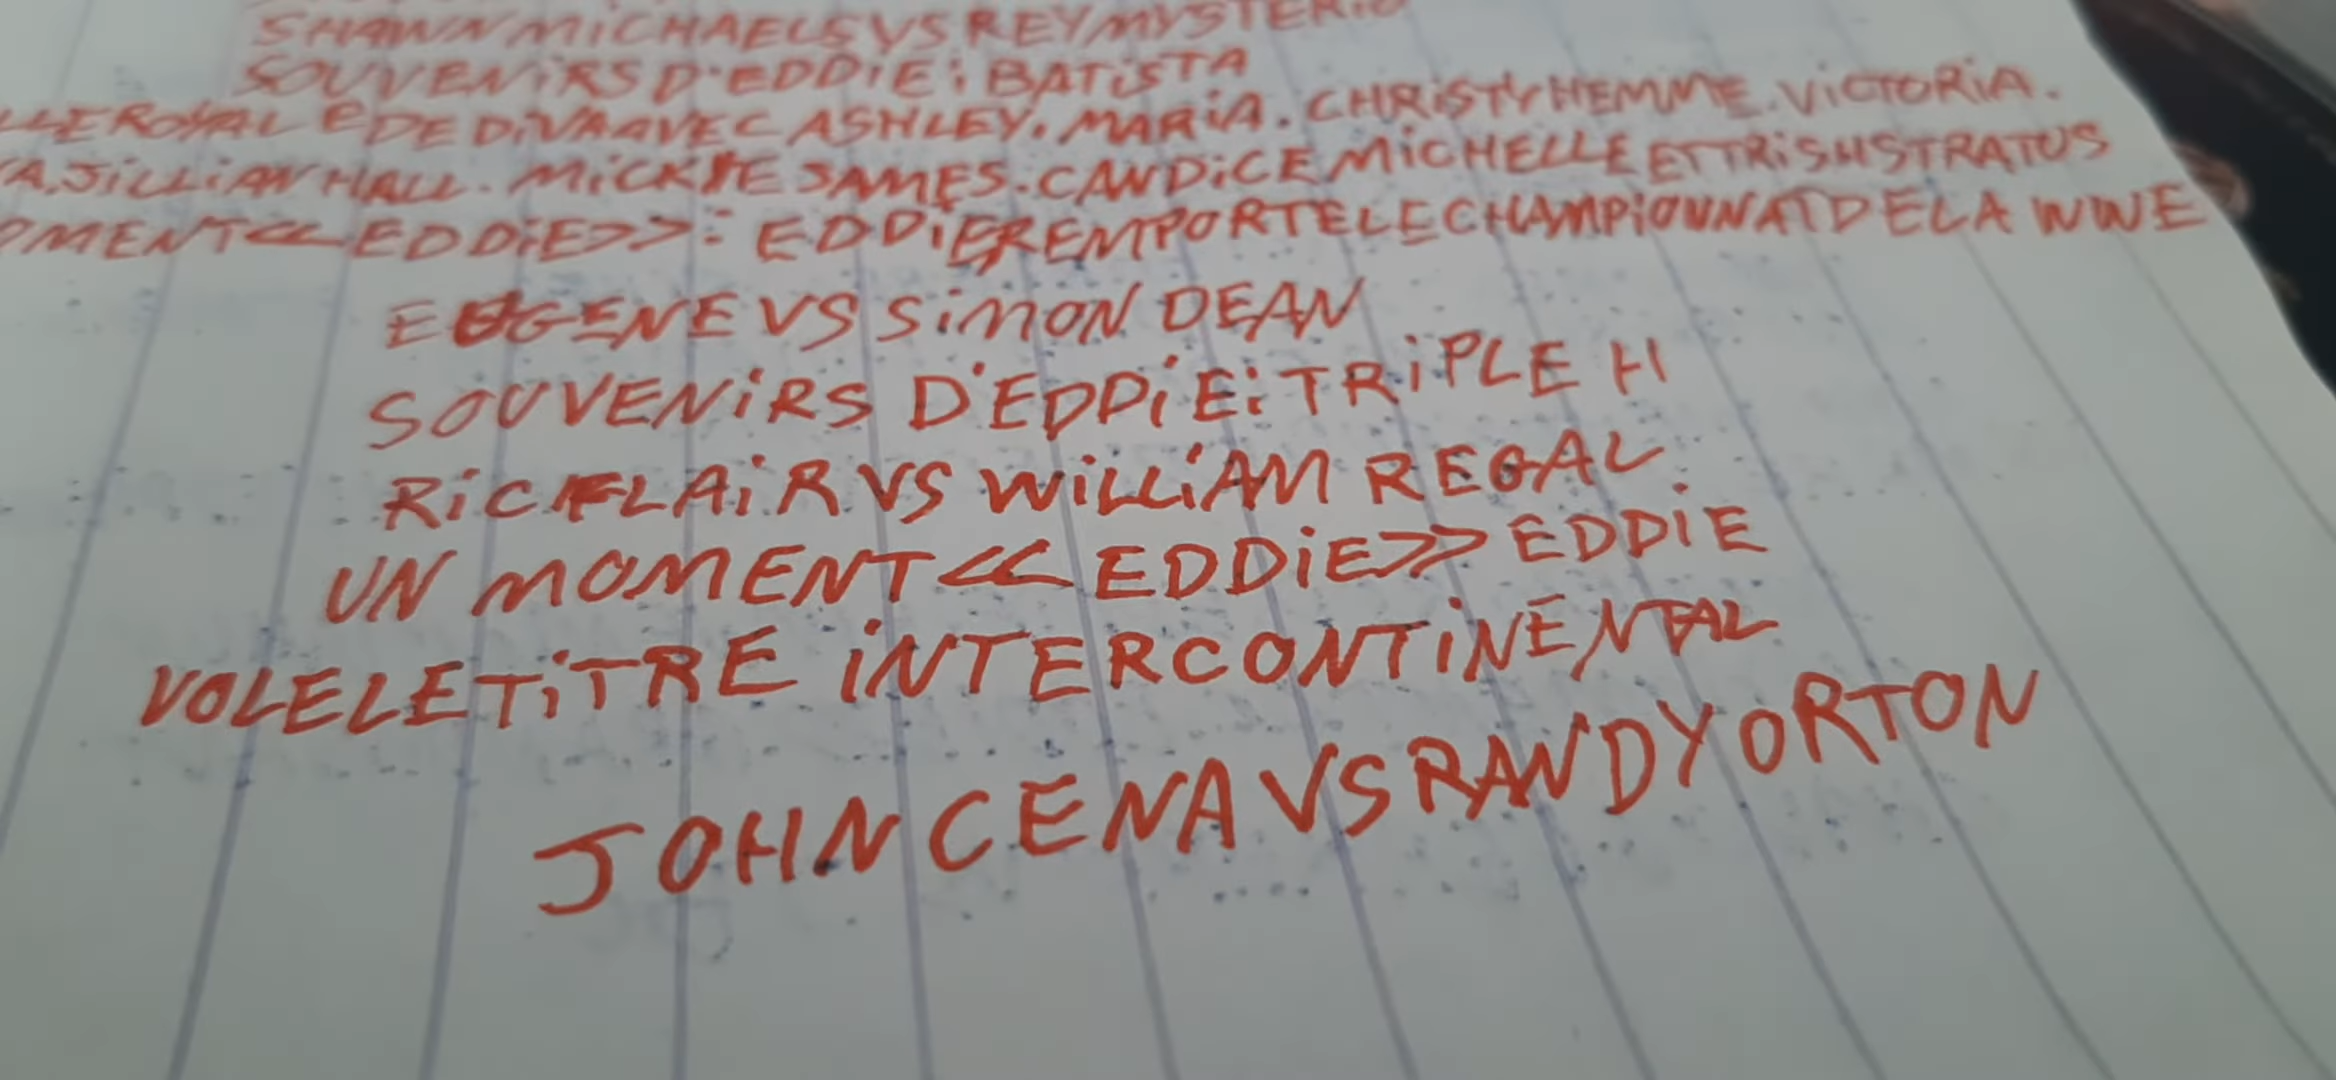 SHAWN MiCHAELS VS REY MYSTERIO
SOUVENiRS D'EDDIE : BATiSTA
LLE ROYAL E DE DiVA AVEC ASHLEY. MARiA. CHRiSTY HEMME. ViCTORiA.
A. JiLLiAN HALL. MiCKIE JAMES. CANDiCE MiCHELLE ET TRiSH STRATUS
OMENT << EDDiE >> : EDDiE REMPORTE LE CHAMPiONNAT DE LA WWE
EUGENE VS SiMON DEAN
SOUVENiRS D'EDDiE : TRiPLE H
RiC FLAiR VS WiLLiAM REGAL
UN MOMENT << EDDiE >> EDDiE
VOLE LE TiTRE iNTERCONTiNENTAL
JOHN CENA VS RANDY ORTON